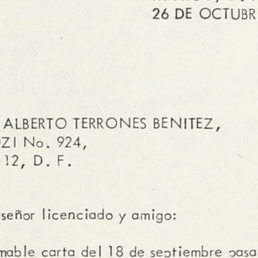 26 DE OCTUBR
ALBERTO TERRONES BENITEZ,
ZI No. 924,
12, D. F.
señor licenciado y amigo:
mable carta del 18 de septiembre pasa